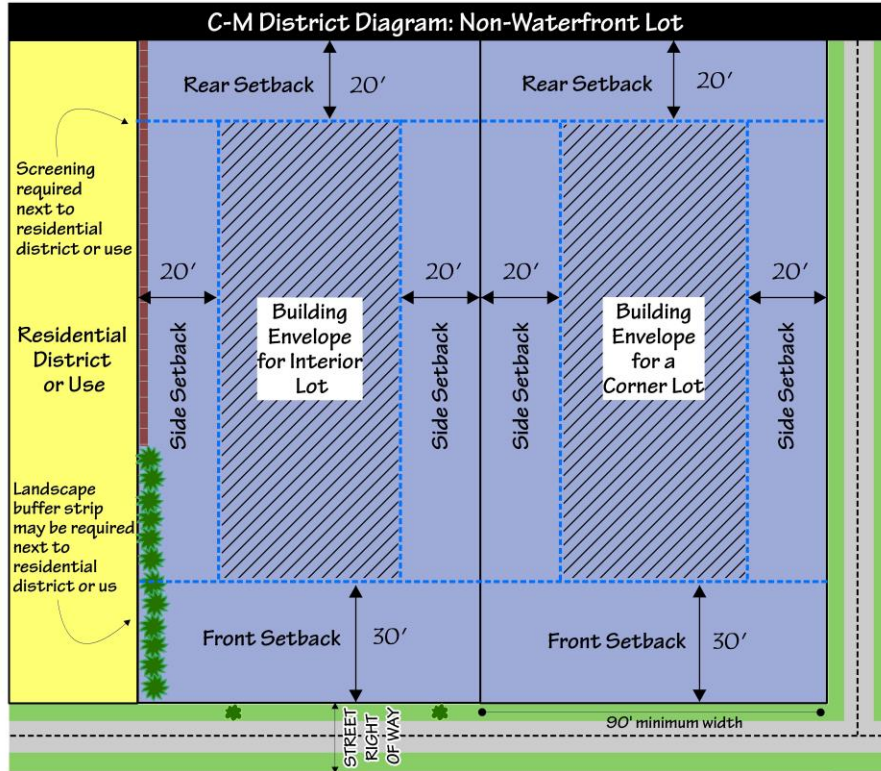 C-M District Diagram: Non-Waterfront Lot
Rear Setback 20'
Rear Setback 20'
Screening
required
next to
residential
district or use
20'
20'
20'
20'
Residential
District
or Use
Side Setback
Building
Envelope
for Interior
Lot
Side Setback
Side Setback
Building
Envelope
for a
Corner Lot
Side Setback
Landscape
buffer strip
may be required
next to
residential
district or us
Front Setback 30'
Front Setback 30'
STREET
RIGHT
OF WAY
90' minimum width